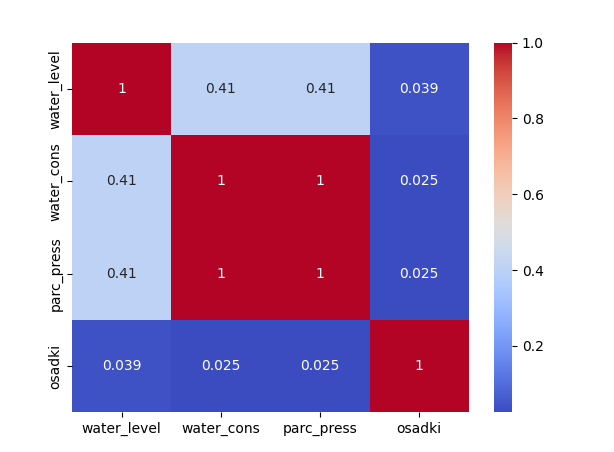 water_level 1 0.41 0.41 0.039
water_cons 0.41 1 1 0.025
parc_press 0.41 1 1 0.025
osadki 0.039 0.025 0.025 1
water_level water_cons parc_press osadki
1.0
0.8
0.6
0.4
0.2